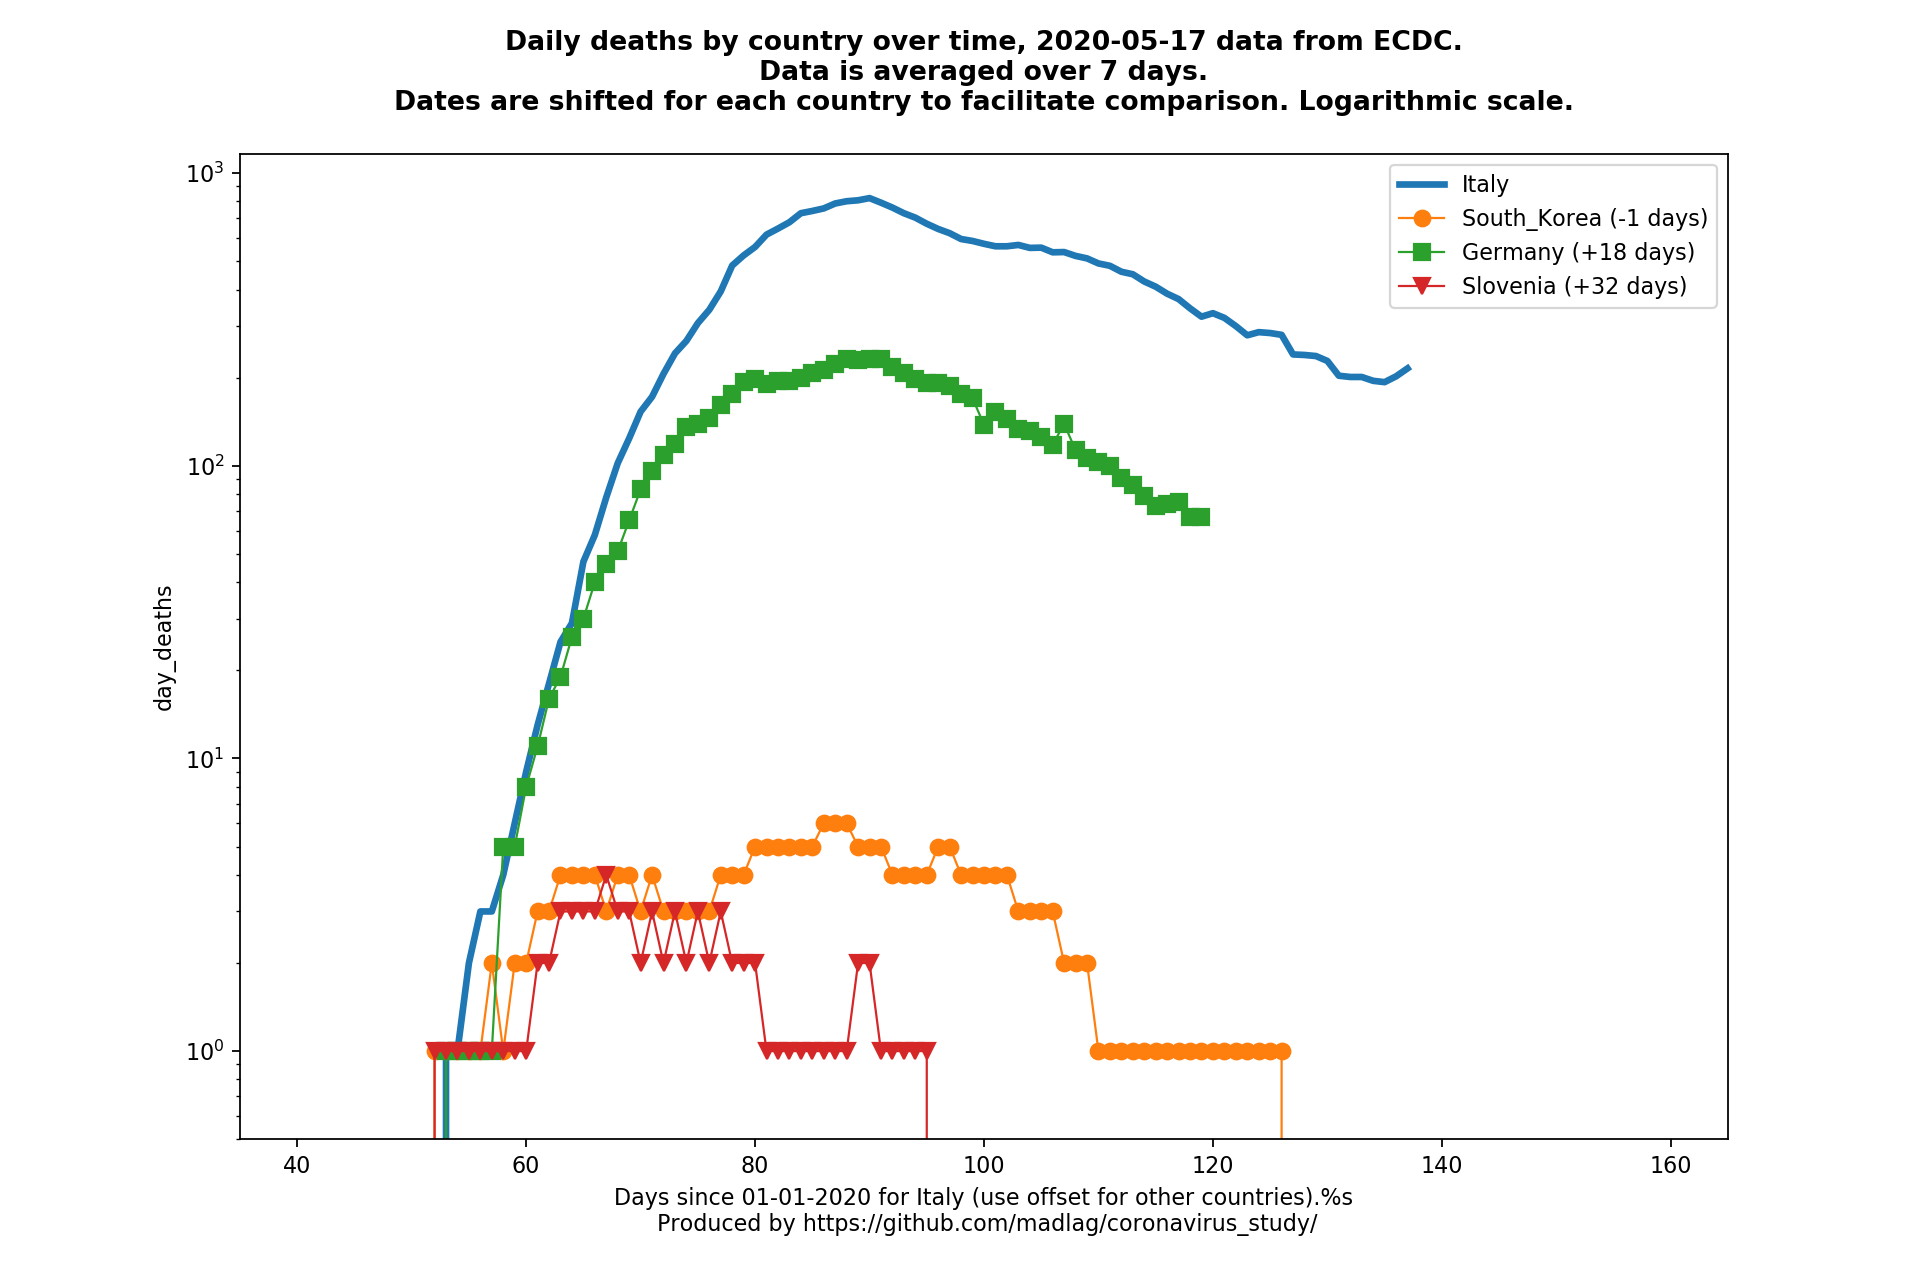 Daily deaths by country over time, 2020-05-17 data from ECDC.
Data is averaged over 7 days.
Dates are shifted for each country to facilitate comparison. Logarithmic scale.
10³
10²
10¹
10⁰
day_deaths
Italy
South_Korea (-1 days)
Germany (+18 days)
Slovenia (+32 days)
40 60 80 100 120 140 160
Days since 01-01-2020 for Italy (use offset for other countries).%s
Produced by https://github.com/madlag/coronavirus_study/